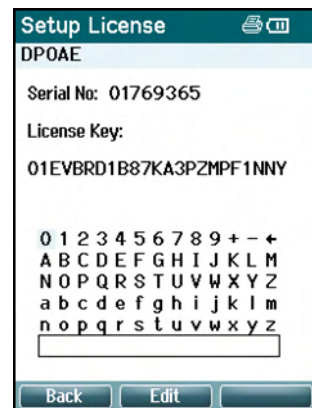 Setup License
DPOAE
Serial No: 01769365
License Key:
01EVBRD1B87KA3PZMPF1NNY
0 1 2 3 4 5 6 7 8 9 + - ←
A B C D E F G H I J K L M
N O P Q R S T U V W X Y Z
a b c d e f g h i j k l m
n o p q r s t u v w x y z
Back Edit